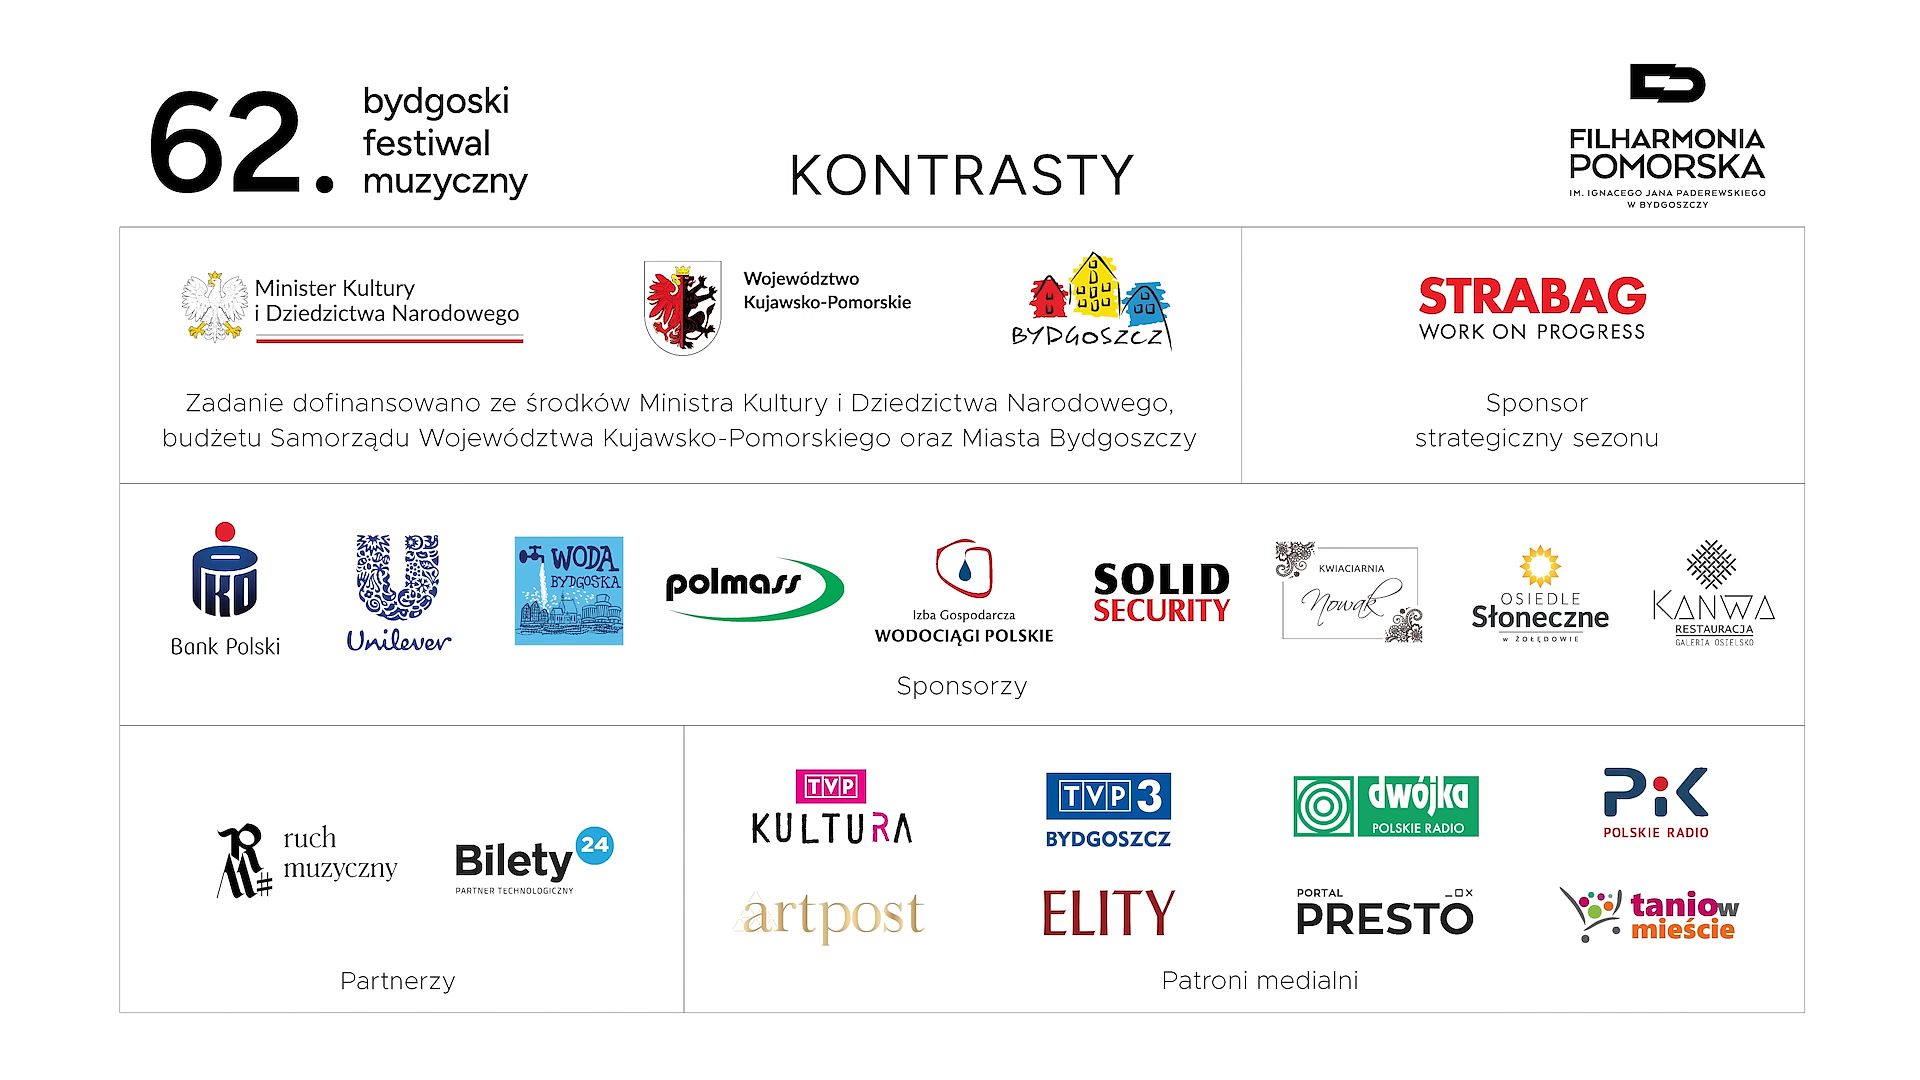 62.
bydgoski
festiwal
muzyczny
KONTRASTY
FILHARMONIA
POMORSKA
IM. IGNACEGO JANA PADEREWSKIEGO
W BYDGOSZCZY
Minister Kultury
i Dziedzictwa Narodowego
Województwo
Kujawsko-Pomorskie
BYDGOSZCZ
Zadanie dofinansowano ze środków Ministra Kultury i Dziedzictwa Narodowego,
budżetu Samorządu Województwa Kujawsko-Pomorskiego oraz Miasta Bydgoszczy
STRABAG
WORK ON PROGRESS
Sponsor
strategiczny sezonu
PKO
Bank Polski
Unilever
WODA
BYDGOSKA
polmass
Izba Gospodarcza
WODOCIĄGI POLSKIE
SOLID
SECURITY
KWIACIARNIA
Nowak
OSIEDLE
Słoneczne
w ŻOŁĘDOWIE
KANWA
RESTAURACJA
GALERIA OSIELSKO
Sponsorzy
RM#
ruch
muzyczny
Bilety 24
PARTNER TECHNOLOGICZNY
Partnerzy
TVP
KULTURA
TVP 3
BYDGOSZCZ
dwójka
POLSKIE RADIO
PiK
POLSKIE RADIO
artpost
ELITY
PORTAL
PRESTO
tanio w
mieście
Patroni medialni